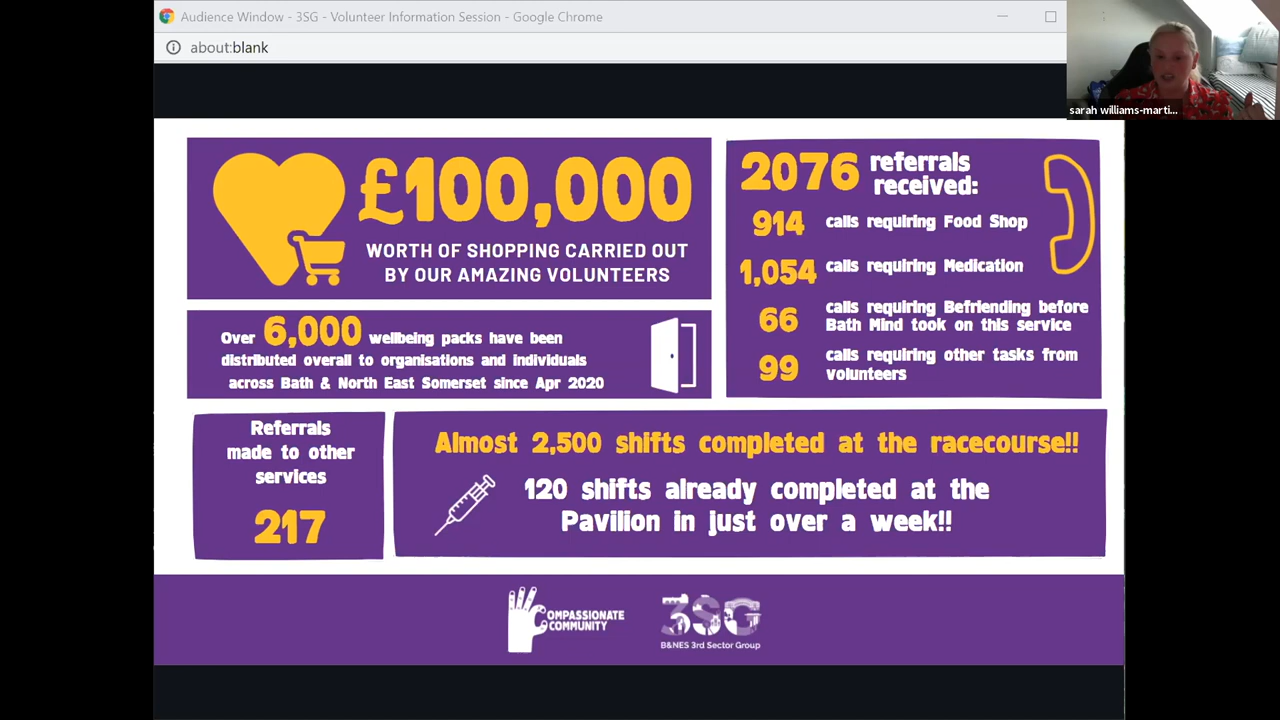 Audience Window - 3SG - Volunteer Information Session - Google Chrome
about:blank
sarah williams-marti...
£100,000
WORTH OF SHOPPING CARRIED OUT
BY OUR AMAZING VOLUNTEERS
Over 6,000 wellbeing packs have been
distributed overall to organisations and individuals
across Bath & North East Somerset since Apr 2020
2076 referrals
received:
914 calls requiring Food Shop
1,054 calls requiring Medication
66 calls requiring Befriending before
Bath Mind took on this service
99 calls requiring other tasks from
volunteers
Referrals
made to other
services
217
Almost 2,500 shifts completed at the racecourse!!
120 shifts already completed at the
Pavilion in just over a week!!
COMPASSIONATE
COMMUNITY
3SG
B&NES 3rd Sector Group